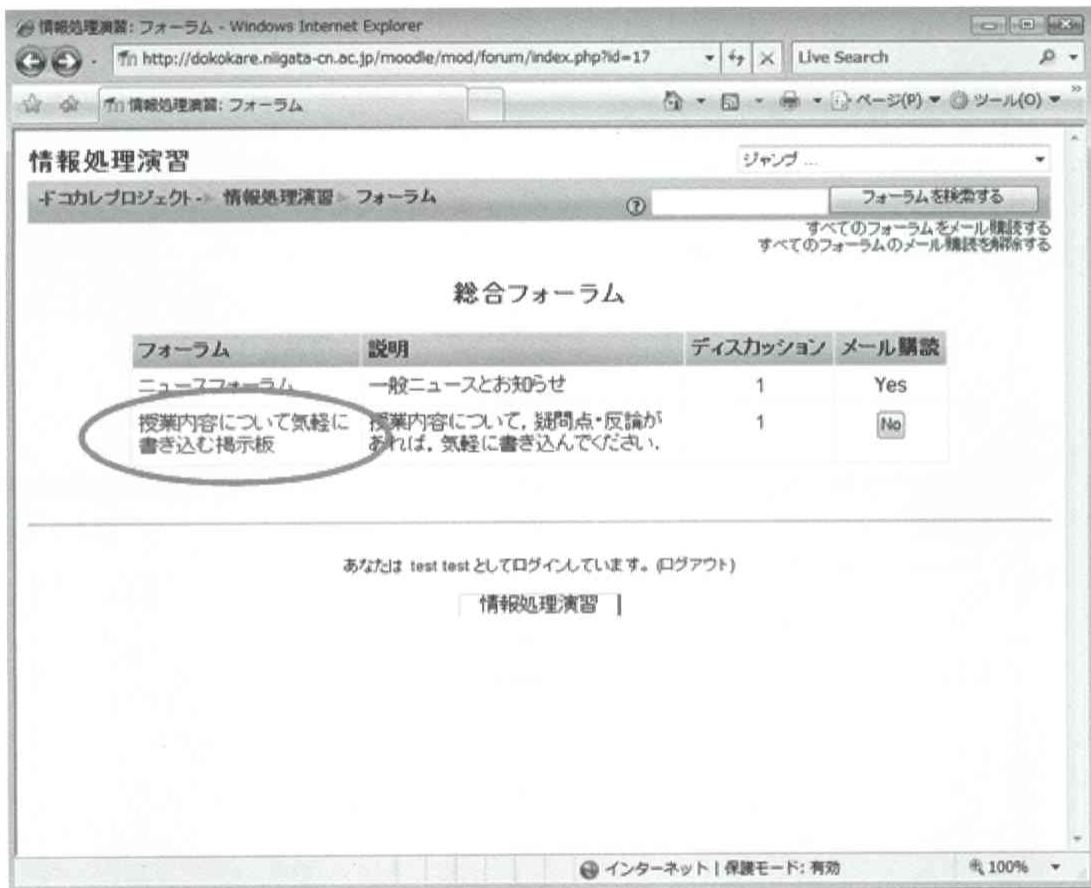 情報処理演習: フォーラム - Windows Internet Explorer
http://dokokare.niigata-cn.ac.jp/moodle/mod/forum/index.php?id=17
Live Search
情報処理演習: フォーラム
ページ(P)
ツール(O)
情報処理演習
ジャンプ ...
ドコカレプロジェクト
情報処理演習
フォーラム
フォーラムを検索する
すべてのフォーラムをメール購読する
すべてのフォーラムのメール購読を解除する
総合フォーラム
フォーラム 説明 ディスカッション メール購読
ニュースフォーラム 一般ニュースとお知らせ 1 Yes
授業内容について気軽に 授業内容について, 疑問点・反論が 1 No
書き込む掲示板 あれば, 気軽に書き込んでください.
あなたは test test としてログインしています。(ログアウト)
情報処理演習
インターネット | 保護モード: 有効
100%